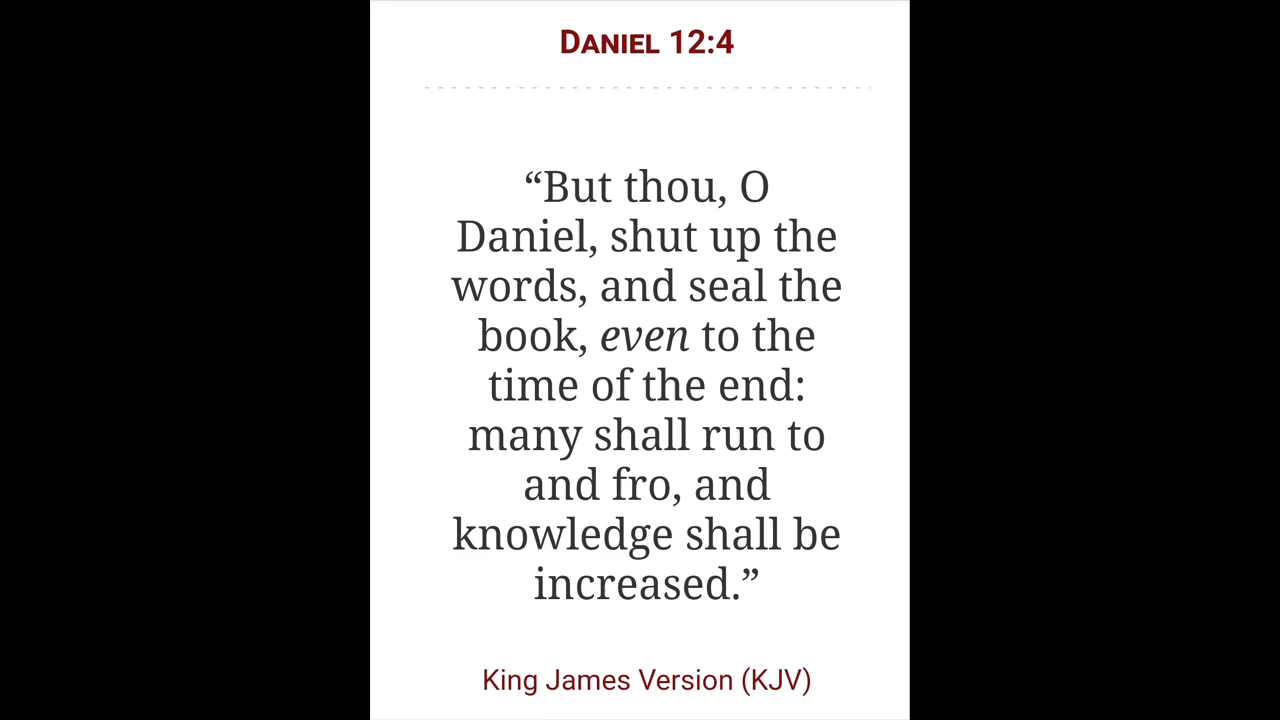 DANIEL 12:4
“But thou, O
Daniel, shut up the
words, and seal the
book, even to the
time of the end:
many shall run to
and fro, and
knowledge shall be
increased.”
King James Version (KJV)